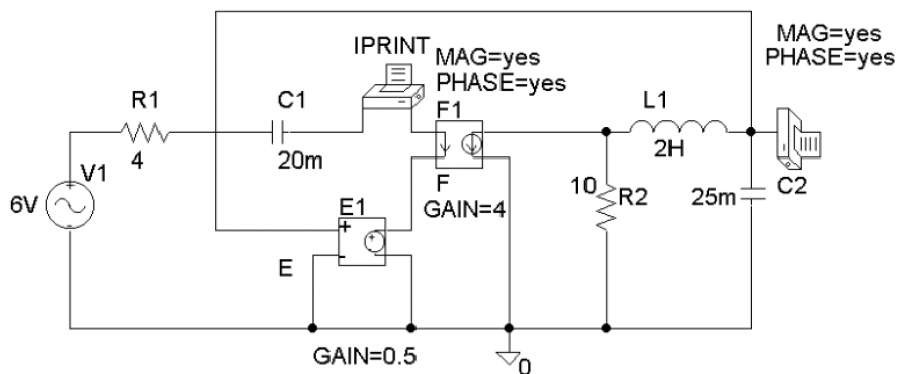 MAG=yes
PHASE=yes
IPRINT
MAG=yes
PHASE=yes
R1
4
C1
20m
F1
F
GAIN=4
L1
2H
V1
6V
10
R2
25m
C2
E1
E
GAIN=0.5
0
+
-